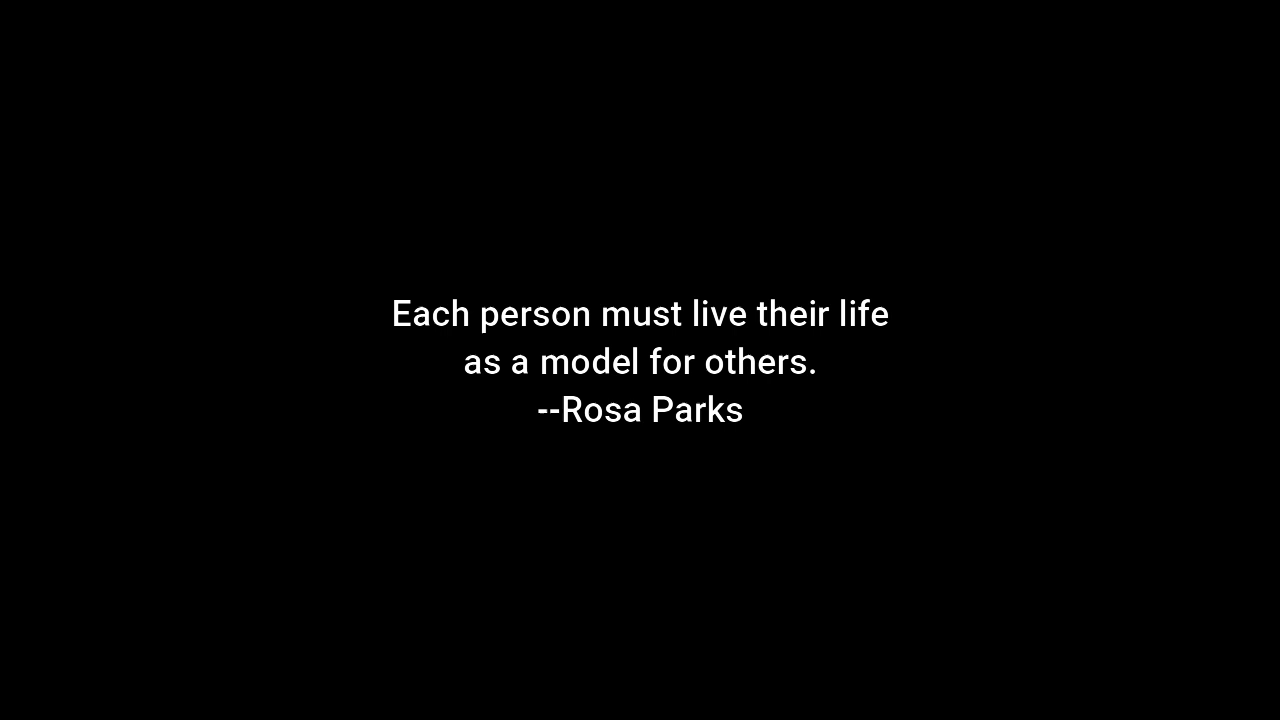 Each person must live their life
as a model for others.
--Rosa Parks